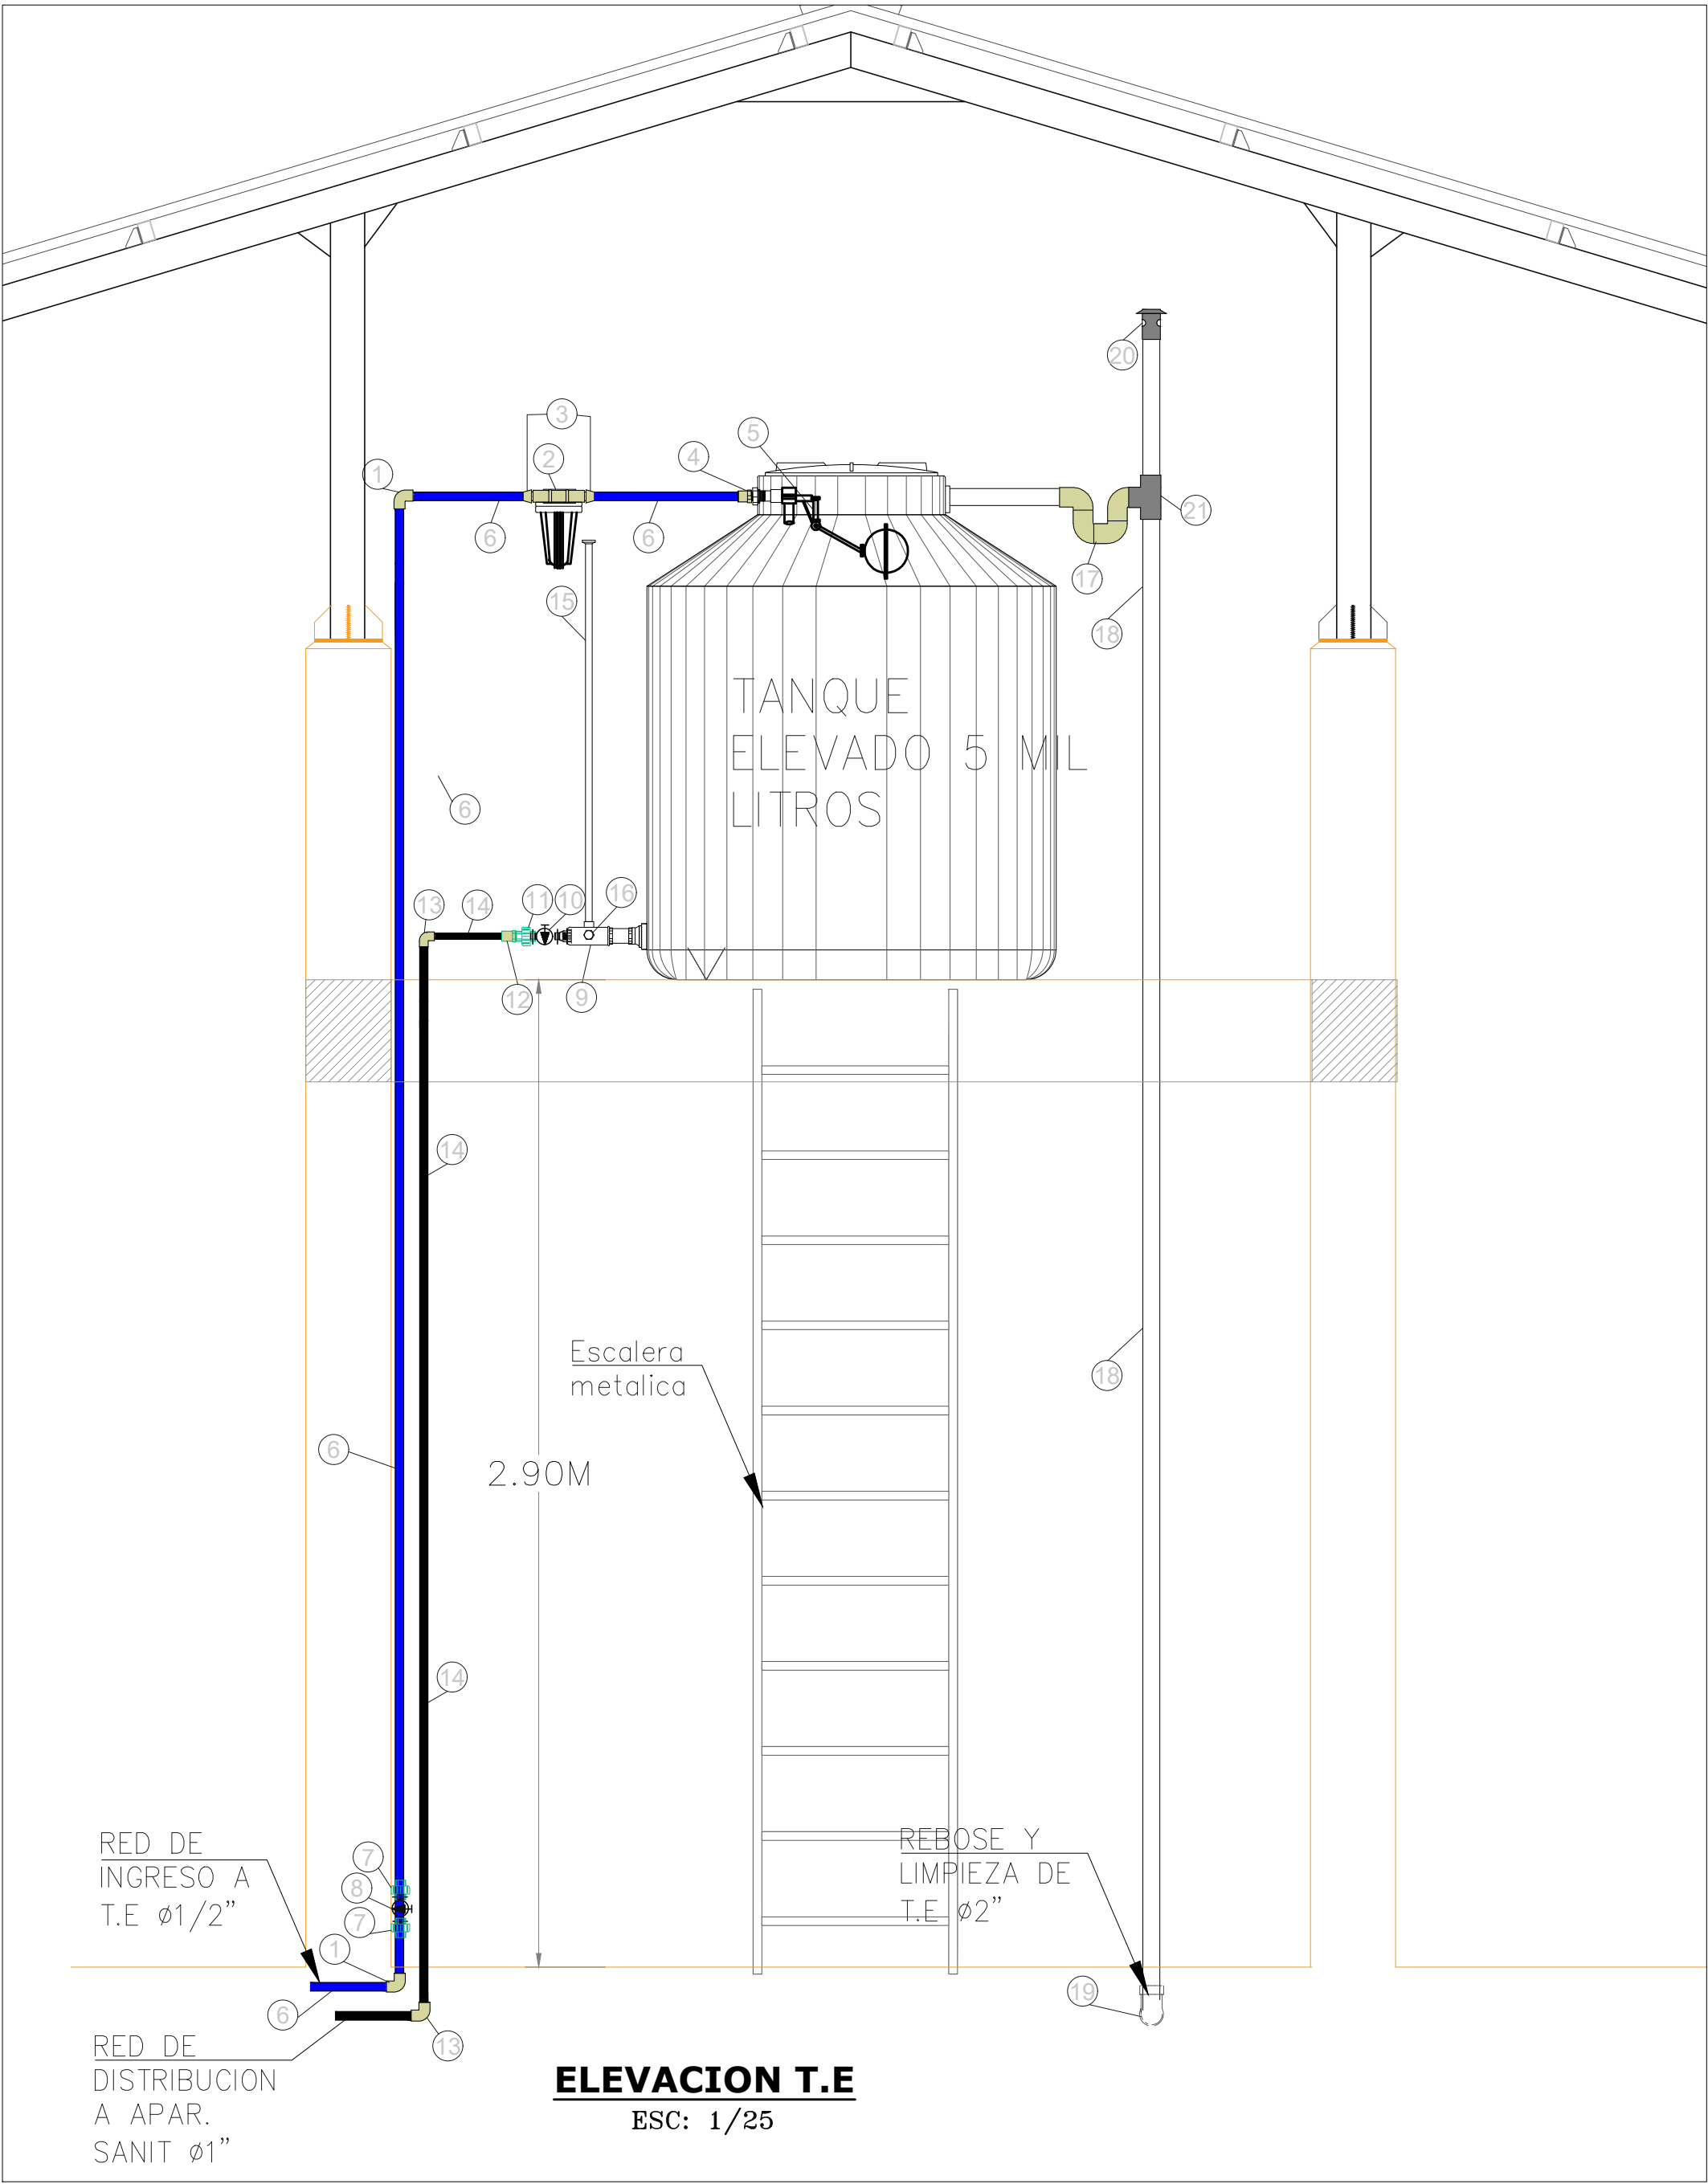 20
3
5
2
4
1
21
6
6
17
15
18
TANQUE
ELEVADO 5 MIL
LITROS
6
16
11
10
13
14
12
9
14
Escalera
metalica
18
6
2.90M
14
RED DE
INGRESO A
T.E ø1/2"
7
8
7
REBOSE Y
LIMPIEZA DE
T.E ø2"
1
19
6
13
RED DE
DISTRIBUCION
A APAR.
SANIT ø1"
ELEVACION T.E
ESC: 1/25